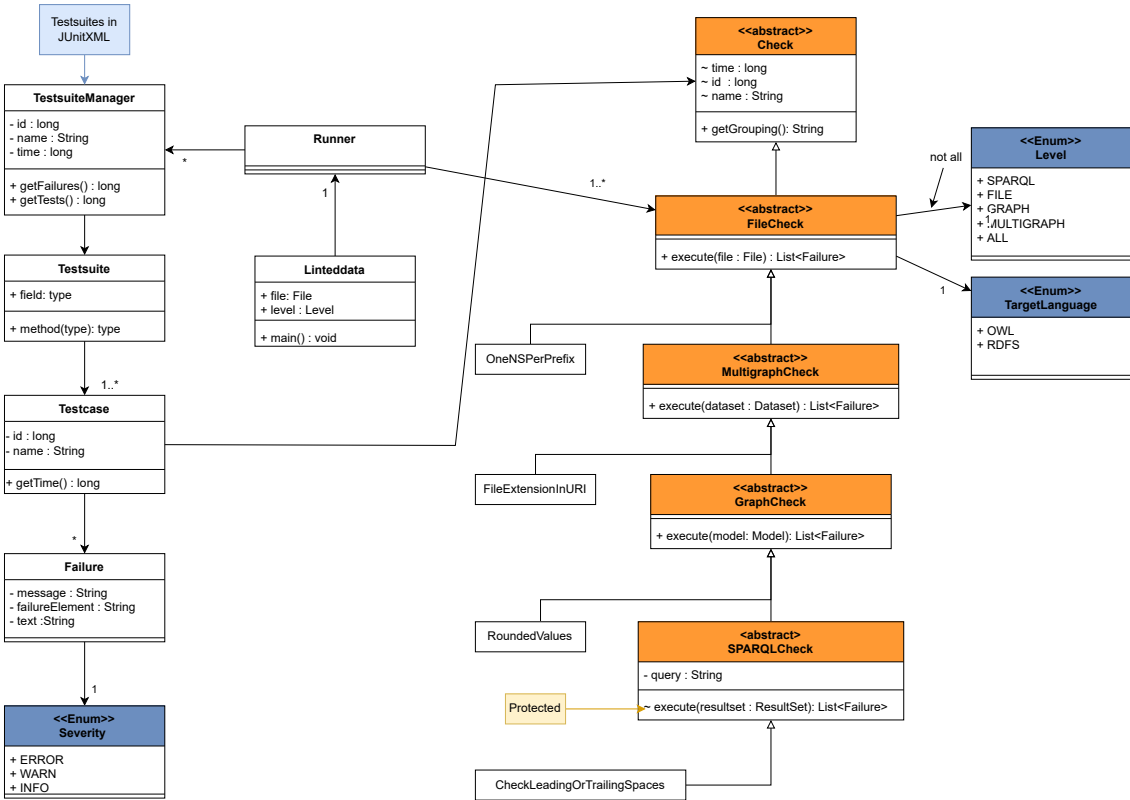 Testsuites in
JUnitXML
TestsuiteManager
- id : long
- name : String
- time : long
+ getFailures() : long
+ getTests() : long
Testsuite
+ field: type
+ method(type): type
1..*
Testcase
- id : long
- name : String
+ getTime() : long
*
Failure
- message : String
- failureElement : String
- text :String
1
<<Enum>>
Severity
+ ERROR
+ WARN
+ INFO
*
Runner
1
Linteddata
+ file: File
+ level : Level
+ main() : void
1..*
<<abstract>>
Check
~ time : long
~ id : long
~ name : String
+ getGrouping(): String
<<abstract>>
FileCheck
+ execute(file : File) : List<Failure>
not all
<<Enum>>
Level
+ SPARQL
+ FILE
+ GRAPH
1
+ MULTIGRAPH
+ ALL
1
<<Enum>>
TargetLanguage
+ OWL
+ RDFS
OneNSPerPrefix
<<abstract>>
MultigraphCheck
+ execute(dataset : Dataset) : List<Failure>
FileExtensionInURI
<<abstract>>
GraphCheck
+ execute(model: Model): List<Failure>
RoundedValues
<abstract>
SPARQLCheck
- query : String
Protected
~ execute(resultset : ResultSet): List<Failure>
CheckLeadingOrTrailingSpaces